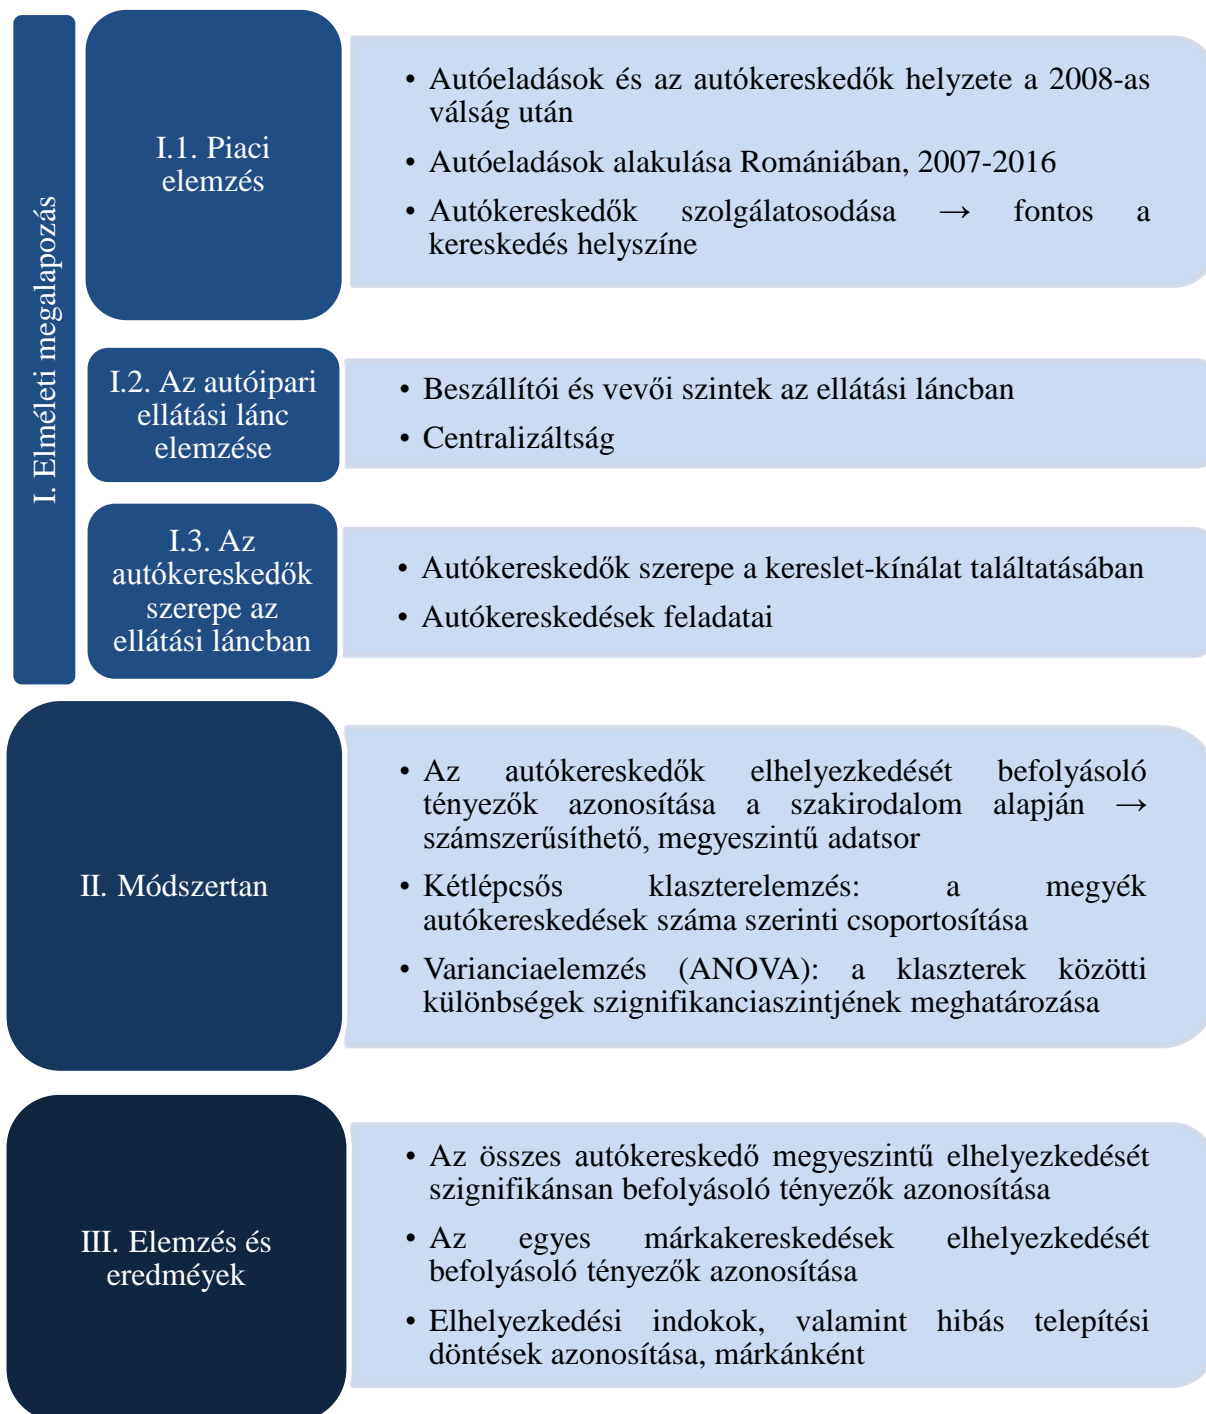 I. Elméleti megalapozás
I.1. Piaci
elemzés
• Autóeladások és az autókereskedők helyzete a 2008-as
válság után
• Autóeladások alakulása Romániában, 2007-2016
• Autókereskedők szolgálatosodása → fontos a
kereskedés helyszíne
I.2. Az autóipari
ellátási lánc
elemzése
• Beszállítói és vevői szintek az ellátási láncban
• Centralizáltság
I.3. Az
autókereskedők
szerepe az
ellátási láncban
• Autókereskedők szerepe a kereslet-kínálat találtatásában
• Autókereskedések feladatai
II. Módszertan
• Az autókereskedők elhelyezkedését befolyásoló
tényezők azonosítása a szakirodalom alapján →
számszerűsíthető, megyeszintű adatsor
• Kétlépcsős klaszterelemzés: a megyék
autókereskedések száma szerinti csoportosítása
• Varianciaelemzés (ANOVA): a klaszterek közötti
különbségek szignifikanciaszintjének meghatározása
III. Elemzés és
eredméyek
• Az összes autókereskedő megyeszintű elhelyezkedését
szignifikánsan befolyásoló tényezők azonosítása
• Az egyes márkakereskedések elhelyezkedését
befolyásoló tényezők azonosítása
• Elhelyezkedési indokok, valamint hibás telepítési
döntések azonosítása, márkánként